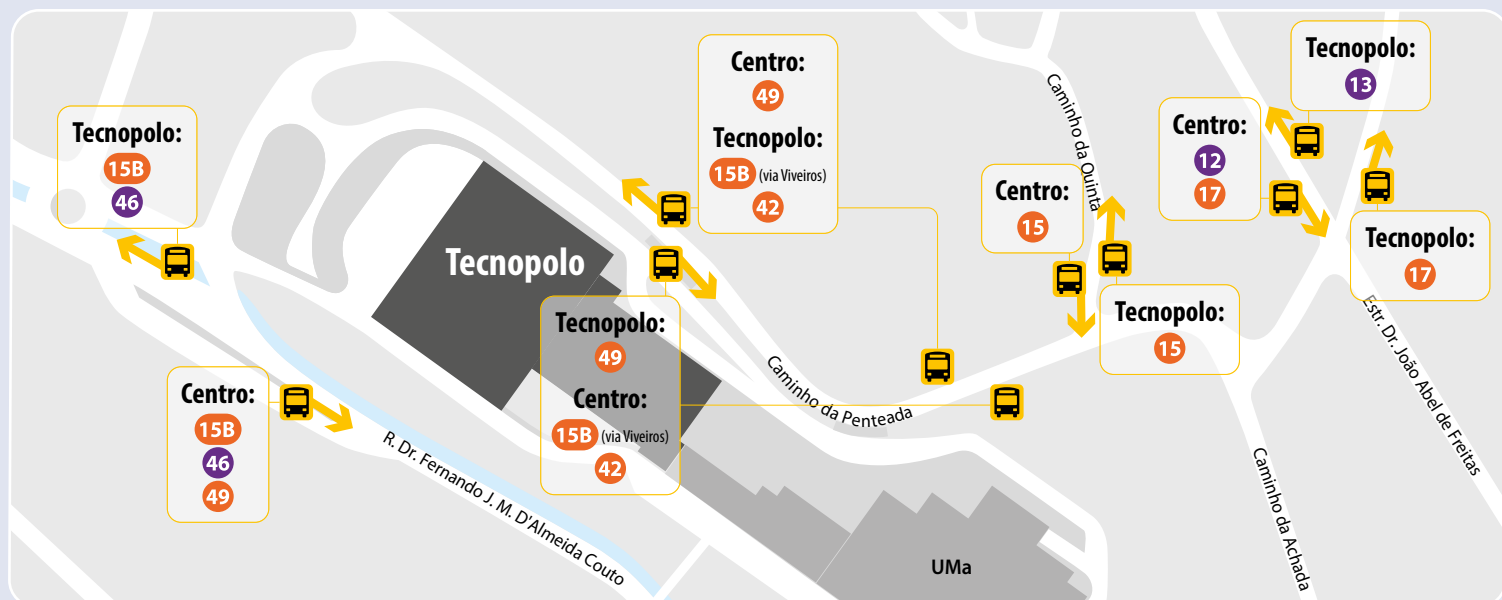 Tecnopolo:
15B
46
Centro:
15B
46
49
R. Dr. Fernando J. M. D'Almeida Couto
Tecnopolo
Centro:
49
Tecnopolo:
15B (via Viveiros)
42
Tecnopolo:
49
Centro:
15B (via Viveiros)
42
Caminho da Penteada
UMa
Caminho da Quinta
Centro:
15
Tecnopolo:
15
Centro:
12
17
Tecnopolo:
13
Tecnopolo:
17
Estr. Dr. João Abel de Freitas
Caminho da Achada